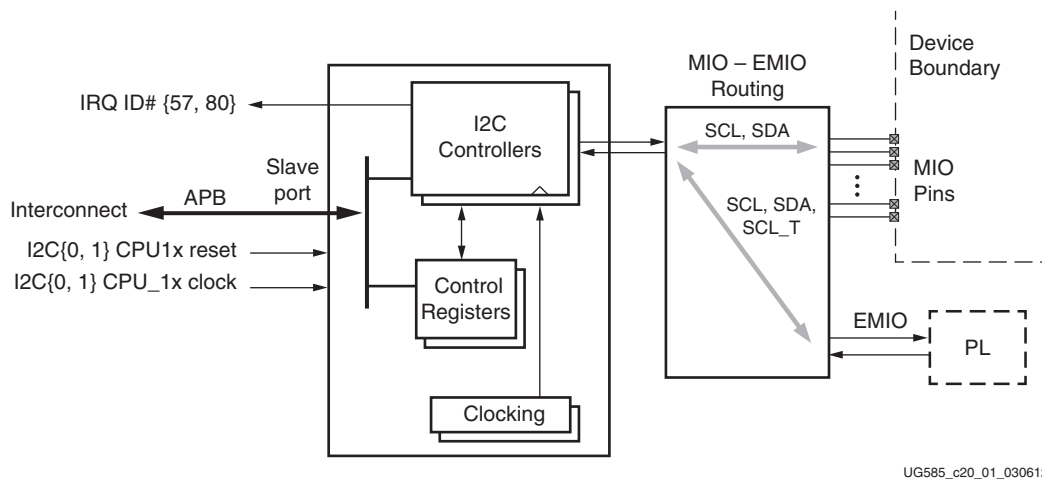 Device
Boundary
MIO – EMIO
Routing
IRQ ID# {57, 80}
I2C
Controllers
SCL, SDA
Slave
port
APB
Interconnect
MIO
Pins
SCL, SDA,
SCL_T
I2C{0, 1} CPU1x reset
I2C{0, 1} CPU_1x clock
Control
Registers
EMIO
PL
Clocking